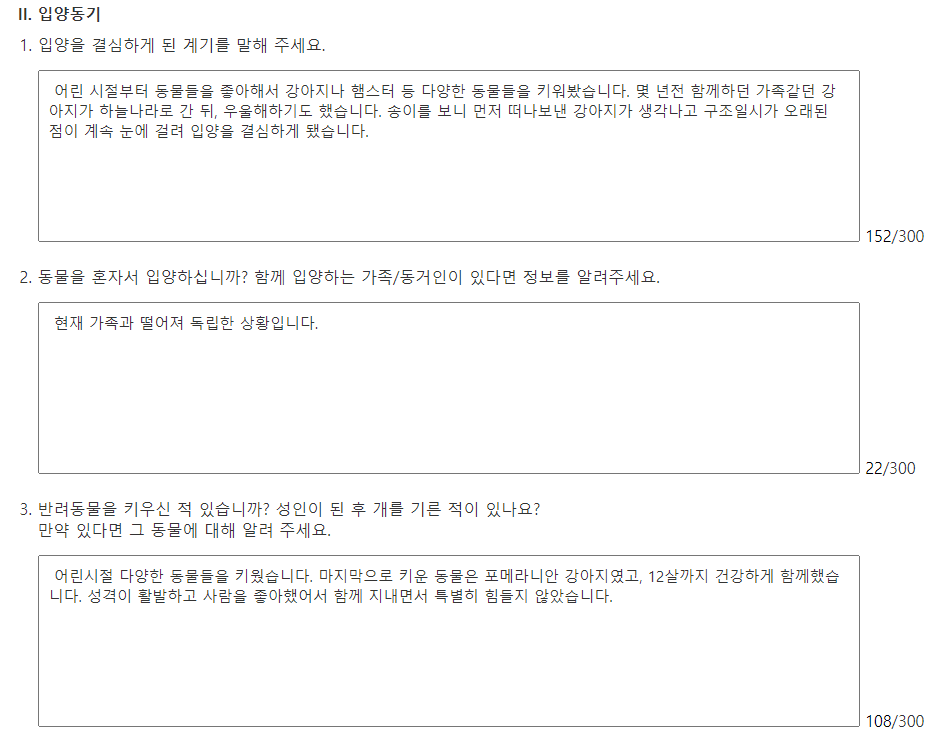 II. 입양동기
1. 입양을 결심하게 된 계기를 말해 주세요.
어린 시절부터 동물들을 좋아해서 강아지나 햄스터 등 다양한 동물들을 키워봤습니다. 몇 년전 함께하던 가족같던 강
아지가 하늘나라로 간 뒤, 우울해하기도 했습니다. 송이를 보니 먼저 떠나보낸 강아지가 생각나고 구조일시가 오래된
점이 계속 눈에 걸려 입양을 결심하게 됐습니다.
152/300
2. 동물을 혼자서 입양하십니까? 함께 입양하는 가족/동거인이 있다면 정보를 알려주세요.
현재 가족과 떨어져 독립한 상황입니다.
22/300
3. 반려동물을 키우신 적 있습니까? 성인이 된 후 개를 기른 적이 있나요?
만약 있다면 그 동물에 대해 알려 주세요.
어린시절 다양한 동물들을 키웠습니다. 마지막으로 키운 동물은 포메라니안 강아지였고, 12살까지 건강하게 함께했습
니다. 성격이 활발하고 사람을 좋아했어서 함께 지내면서 특별히 힘들지 않았습니다.
108/300